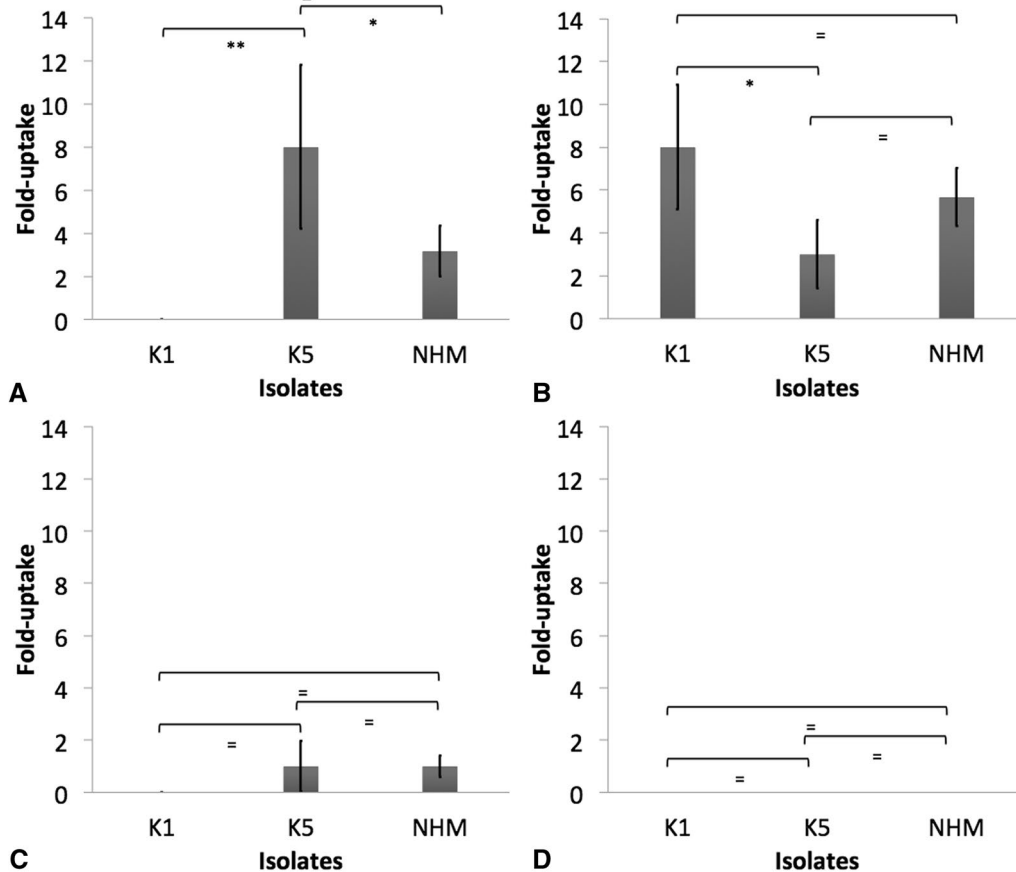 14
12
10
8
6
4
2
0
Fold-uptake
*
**
K1 K5 NHM
Isolates
A
14
12
10
8
6
4
2
0
Fold-uptake
=
*
=
K1 K5 NHM
Isolates
B
14
12
10
8
6
4
2
0
Fold-uptake
=
=
=
K1 K5 NHM
Isolates
C
14
12
10
8
6
4
2
0
Fold-uptake
=
=
=
K1 K5 NHM
Isolates
D